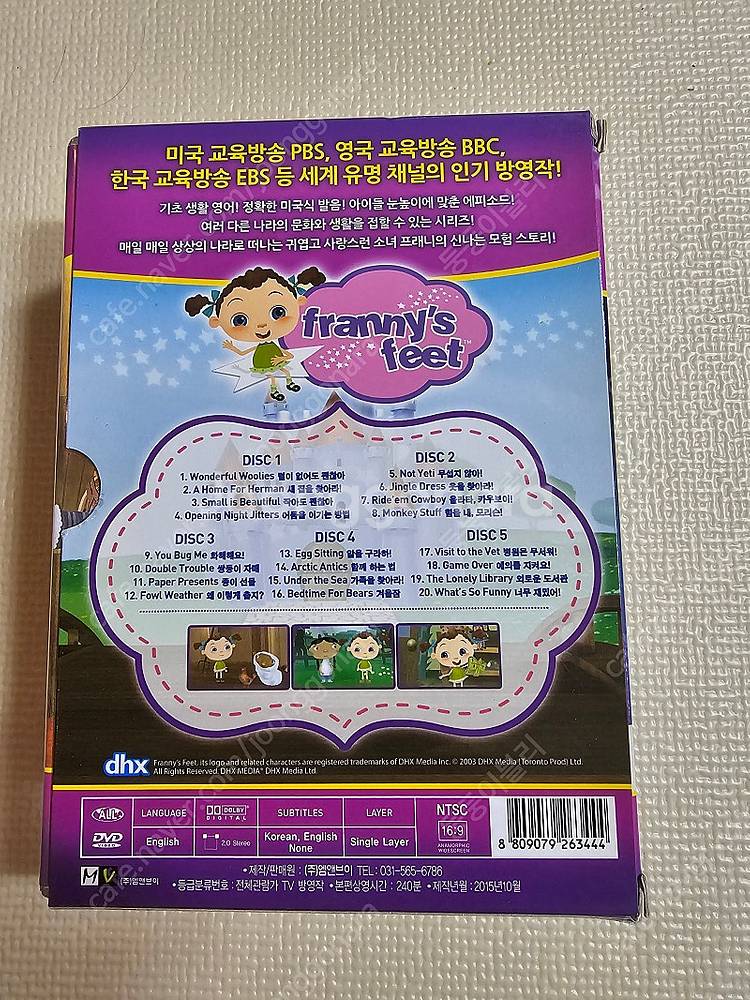 미국 교육방송 PBS, 영국 교육방송 BBC,
한국 교육방송 EBS 등 세계 유명 채널의 인기 방영작!
기초 생활 영어! 정확한 미국식 발음! 아이들 눈높이에 맞춘 에피소드!
여러 다른 나라의 문화와 생활을 접할 수 있는 시리즈!
매일 매일 상상의 나라로 떠나는 귀엽고 사랑스런 소녀 프래니의 신나는 모험 스토리!
franny's
feet™
DISC 1
1. Wonderful Woolies 털이 없어도 괜찮아
2. A Home For Herman 새 집을 찾아라!
3. Small is Beautiful 작아도 괜찮아
4. Opening Night Jitters 어둠을 이기는 방법
DISC 2
5. Not Yeti 무섭지 않아!
6. Jingle Dress 옷을 찾아라!
7. Ride'em Cowboy 올라타, 카우보이!
8. Monkey Stuff 힘을 내, 모리슨!
DISC 3
9. You Bug Me 화해해요!
10. Double Trouble 쌍둥이 자매
11. Paper Presents 종이 선물
12. Fowl Weather 왜 이렇게 춥지?
DISC 4
13. Egg Sitting 알을 구라하!
14. Arctic Antics 함께 하는 법
15. Under the Sea 가족을 찾아라!
16. Bedtime For Bears 겨울잠
DISC 5
17. Visit to the Vet 병원은 무서워!
18. Game Over 예의를 지켜요!
19. The Lonely Library 외로운 도서관
20. What's So Funny 너무 재밌어!
dhx
Franny's Feet, its logo and related characters are registered trademarks of DHX Media Inc. © 2003 DHX Media (Toronto Prod) Ltd.
All Rights Reserved. DHX MEDIA® DHX Media Ltd.
ALL
DVD
VIDEO
LANGUAGE
English
DOLBY
DIGITAL
2.0 Stereo
SUBTITLES
Korean, English
None
LAYER
Single Layer
NTSC
16:9
ANAMORPHIC
WIDESCREEN
8 809079 263444
MV (주)엠앤브이
• 제작/판매원 : (주)엠앤브이 TEL : 031-565-6786
• 등급분류번호 : 전체관람가 TV 방영작 • 본편상영시간 : 240분 • 제작년월 : 2015년10월